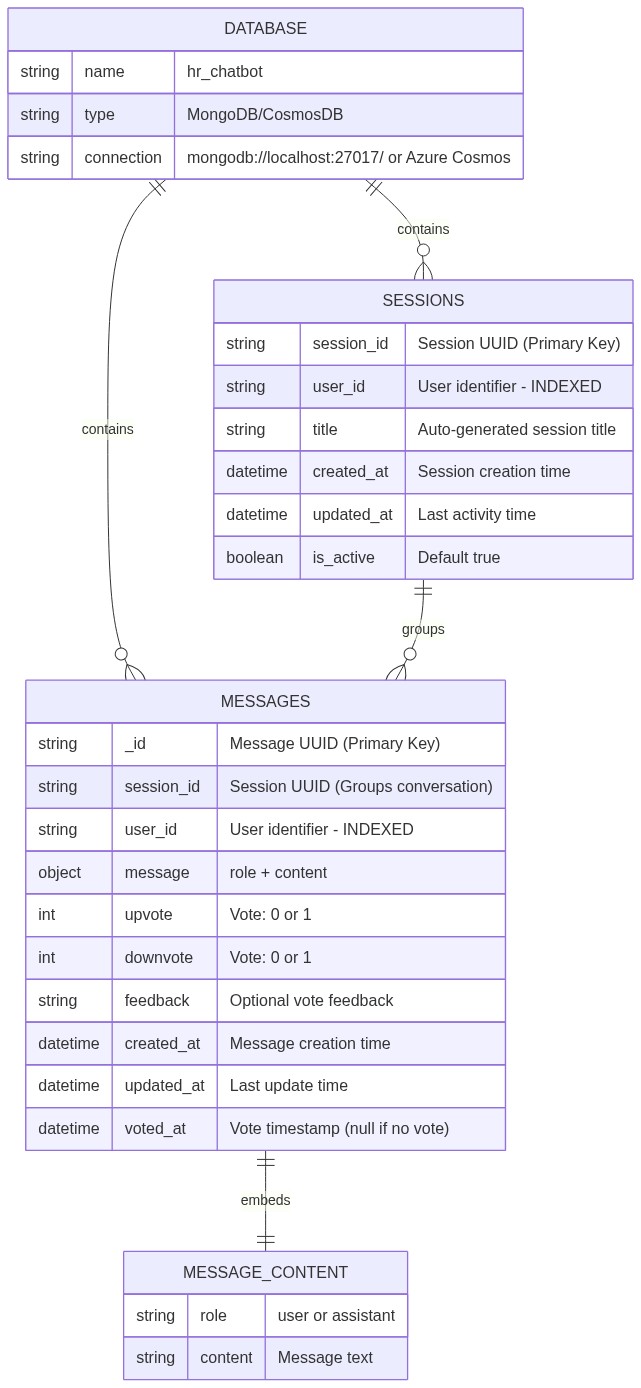 DATABASE
string name hr_chatbot
string type MongoDB/CosmosDB
string connection mongodb://localhost:27017/ or Azure Cosmos
contains
SESSIONS
string session_id Session UUID (Primary Key)
string user_id User identifier - INDEXED
string title Auto-generated session title
datetime created_at Session creation time
datetime updated_at Last activity time
boolean is_active Default true
contains
groups
MESSAGES
string _id Message UUID (Primary Key)
string session_id Session UUID (Groups conversation)
string user_id User identifier - INDEXED
object message role + content
int upvote Vote: 0 or 1
int downvote Vote: 0 or 1
string feedback Optional vote feedback
datetime created_at Message creation time
datetime updated_at Last update time
datetime voted_at Vote timestamp (null if no vote)
embeds
MESSAGE_CONTENT
string role user or assistant
string content Message text